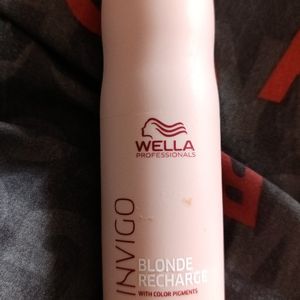 WELLA
PROFESSIONALS
INVIGO
BLONDE
RECHARGE
WITH COLOR PIGMENTS